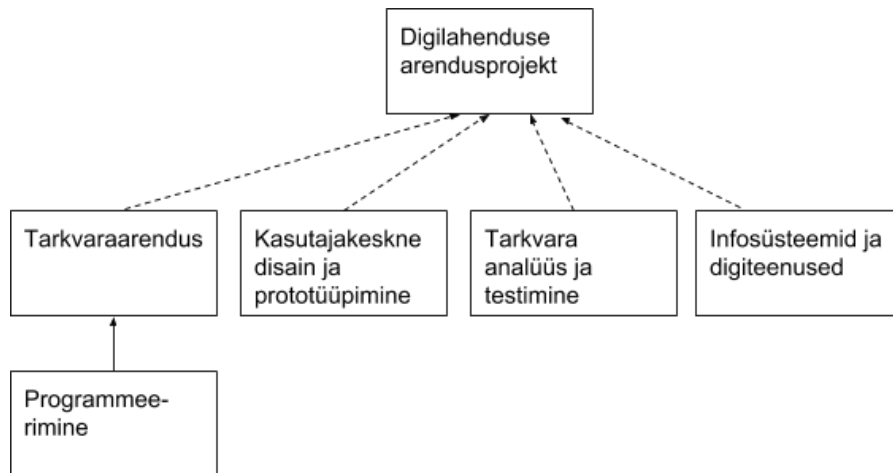 Digilahenduse
arendusprojekt
Tarkvaraarendus
Kasutajakeskne
disain ja
prototüüpimine
Tarkvara
analüüs ja
testimine
Infosüsteemid ja
digiteenused
Programmee-
rimine